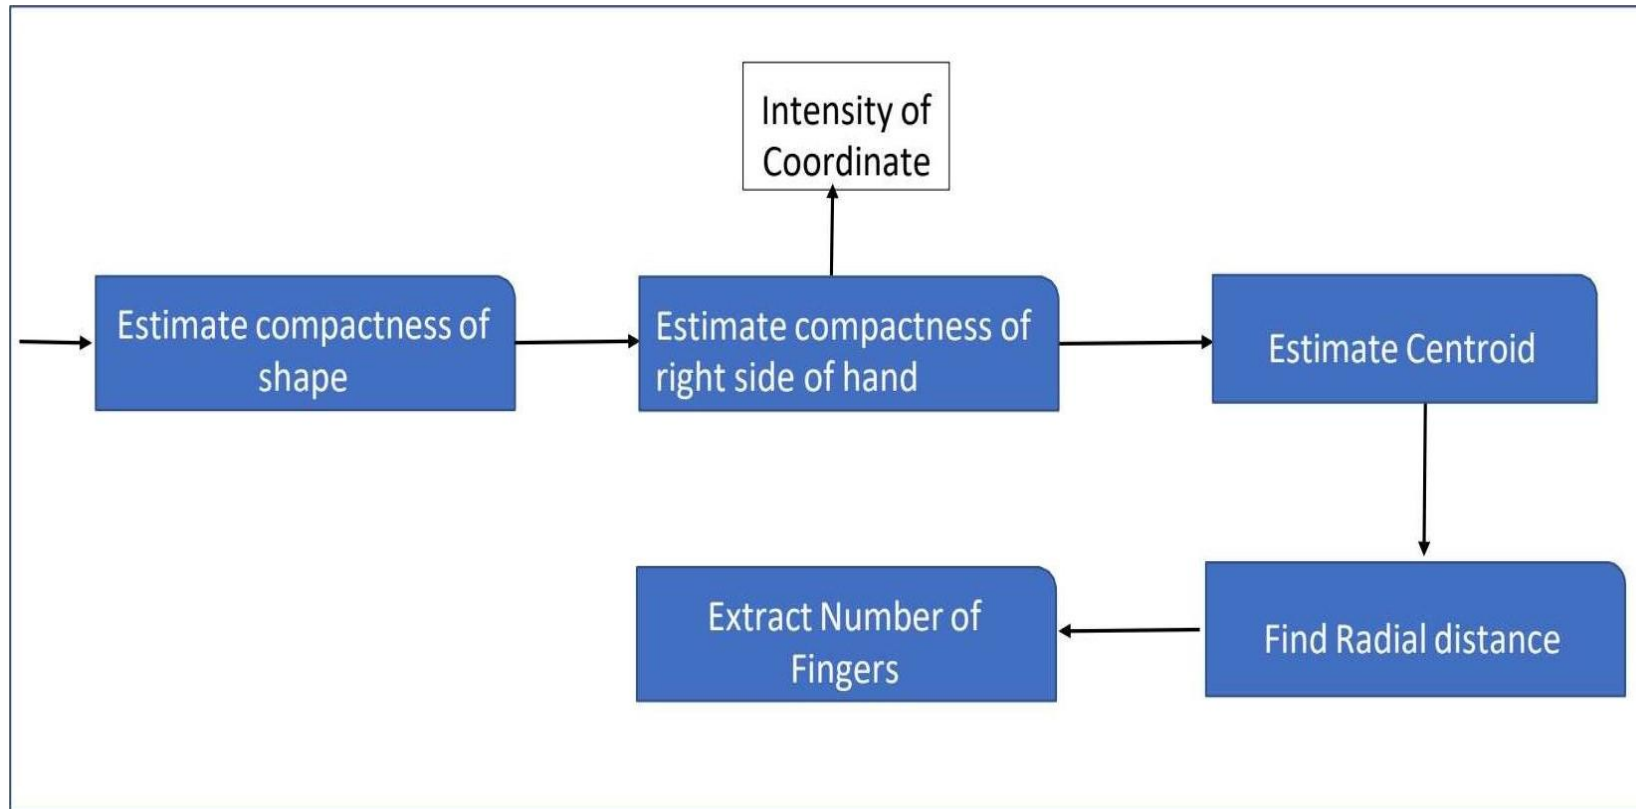 Intensity of
Coordinate
Estimate compactness of
shape
Estimate compactness of
right side of hand
Estimate Centroid
Find Radial distance
Extract Number of
Fingers